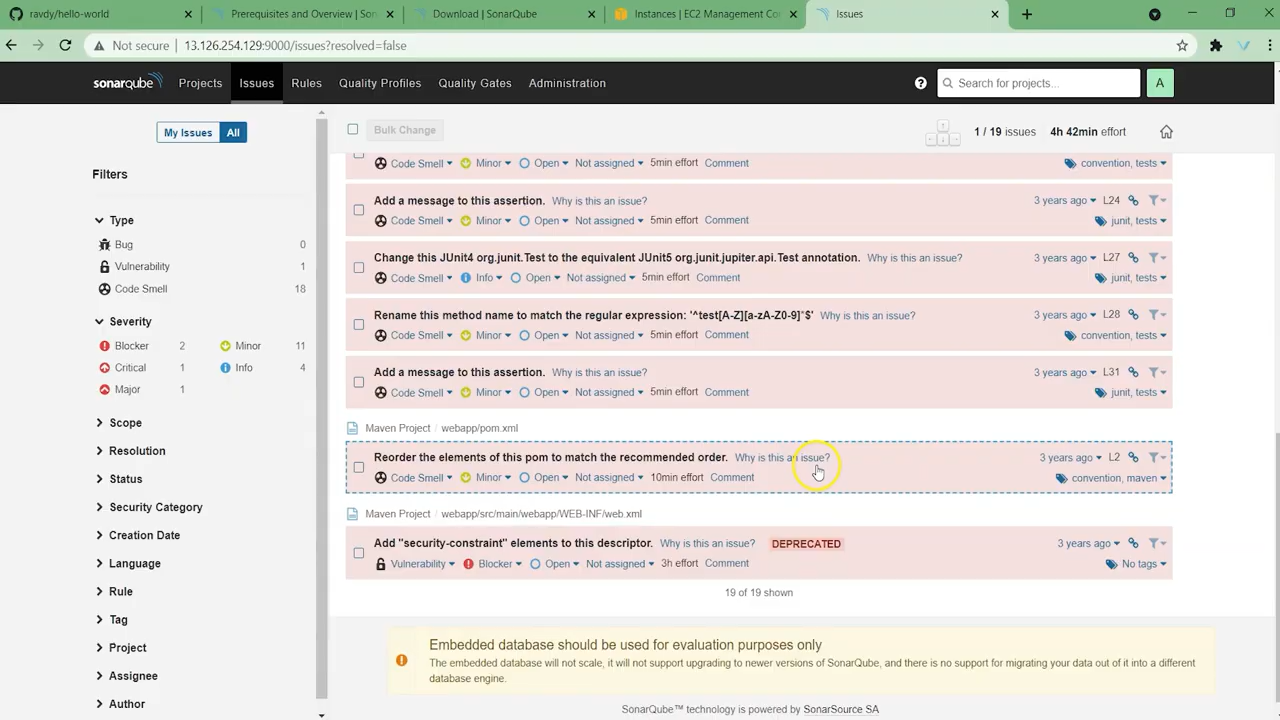 ravdy/hello-world
Prerequisites and Overview | Son
Download | SonarQube
Instances | EC2 Management Co
Issues
Not secure 13.126.254.129:9000/issues?resolved=false
sonarqube Projects Issues Rules Quality Profiles Quality Gates Administration ? Search for projects... A
My Issues All
Bulk Change
1 / 19 issues 4h 42min effort
Filters
Type
Bug 0
Vulnerability 1
Code Smell 18
Severity
Blocker 2
Minor 11
Critical 1
Info 4
Major 1
Scope
Resolution
Status
Security Category
Creation Date
Language
Rule
Tag
Project
Assignee
Author
Code Smell Minor Open Not assigned 5min effort Comment convention, tests
Add a message to this assertion. Why is this an issue? 3 years ago L24
Code Smell Minor Open Not assigned 5min effort Comment junit, tests
Change this JUnit4 org.junit.Test to the equivalent JUnit5 org.junit.jupiter.api.Test annotation. Why is this an issue? 3 years ago L27
Code Smell Info Open Not assigned 5min effort Comment junit, tests
Rename this method name to match the regular expression: '^test[A-Z][a-zA-Z0-9]*$' Why is this an issue? 3 years ago L28
Code Smell Minor Open Not assigned 5min effort Comment convention, tests
Add a message to this assertion. Why is this an issue? 3 years ago L31
Code Smell Minor Open Not assigned 5min effort Comment junit, tests
Maven Project / webapp/pom.xml
Reorder the elements of this pom to match the recommended order. Why is this an issue? 3 years ago L2
Code Smell Minor Open Not assigned 10min effort Comment convention, maven
Maven Project / webapp/src/main/webapp/WEB-INF/web.xml
Add "security-constraint" elements to this descriptor. Why is this an issue? DEPRECATED 3 years ago L1
Vulnerability Blocker Open Not assigned 3h effort Comment No tags
19 of 19 shown
Embedded database should be used for evaluation purposes only
The embedded database will not scale, it will not support upgrading to newer versions of SonarQube, and there is no support for migrating your data out of it into a different
database engine.
SonarQube™ technology is powered by SonarSource SA